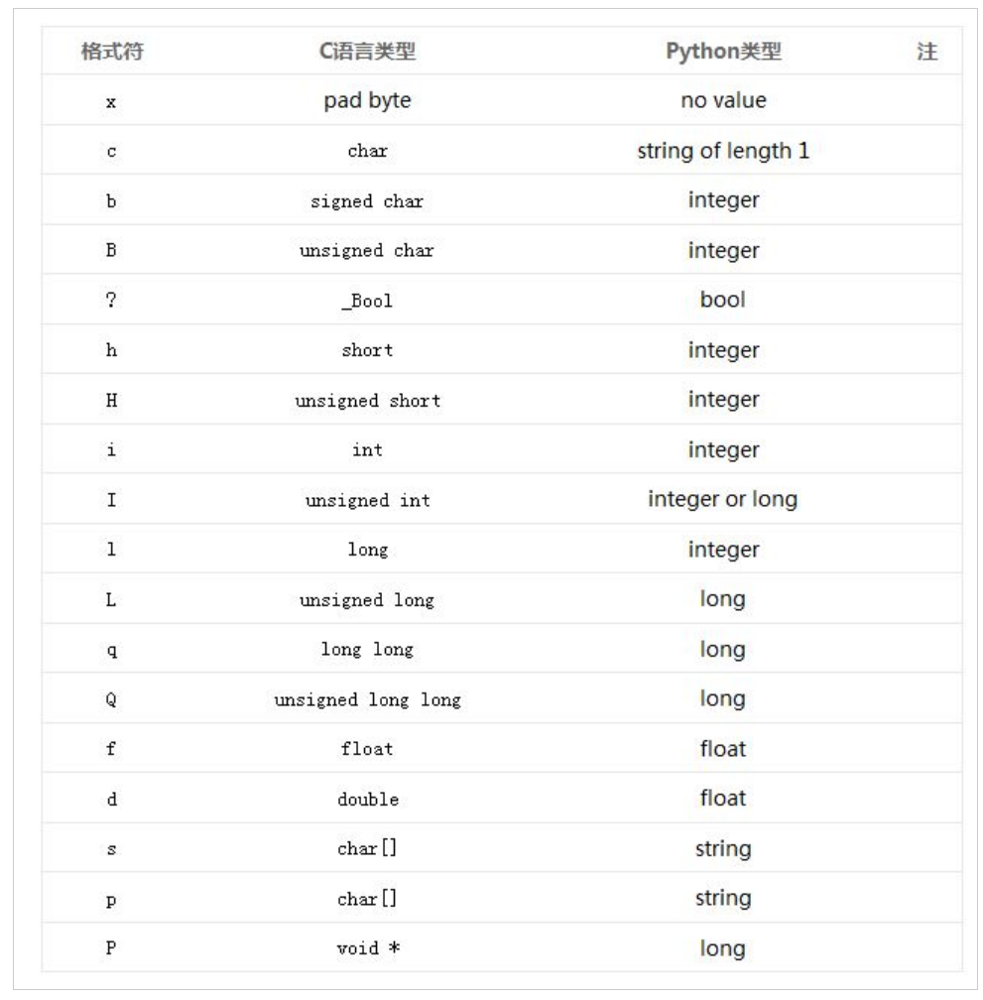 格式符 C语言类型 Python类型 注
x pad byte no value
c char string of length 1
b signed char integer
B unsigned char integer
? _Bool bool
h short integer
H unsigned short integer
i int integer
I unsigned int integer or long
l long integer
L unsigned long long
q long long long
Q unsigned long long long
f float float
d double float
s char[] string
p char[] string
P void * long